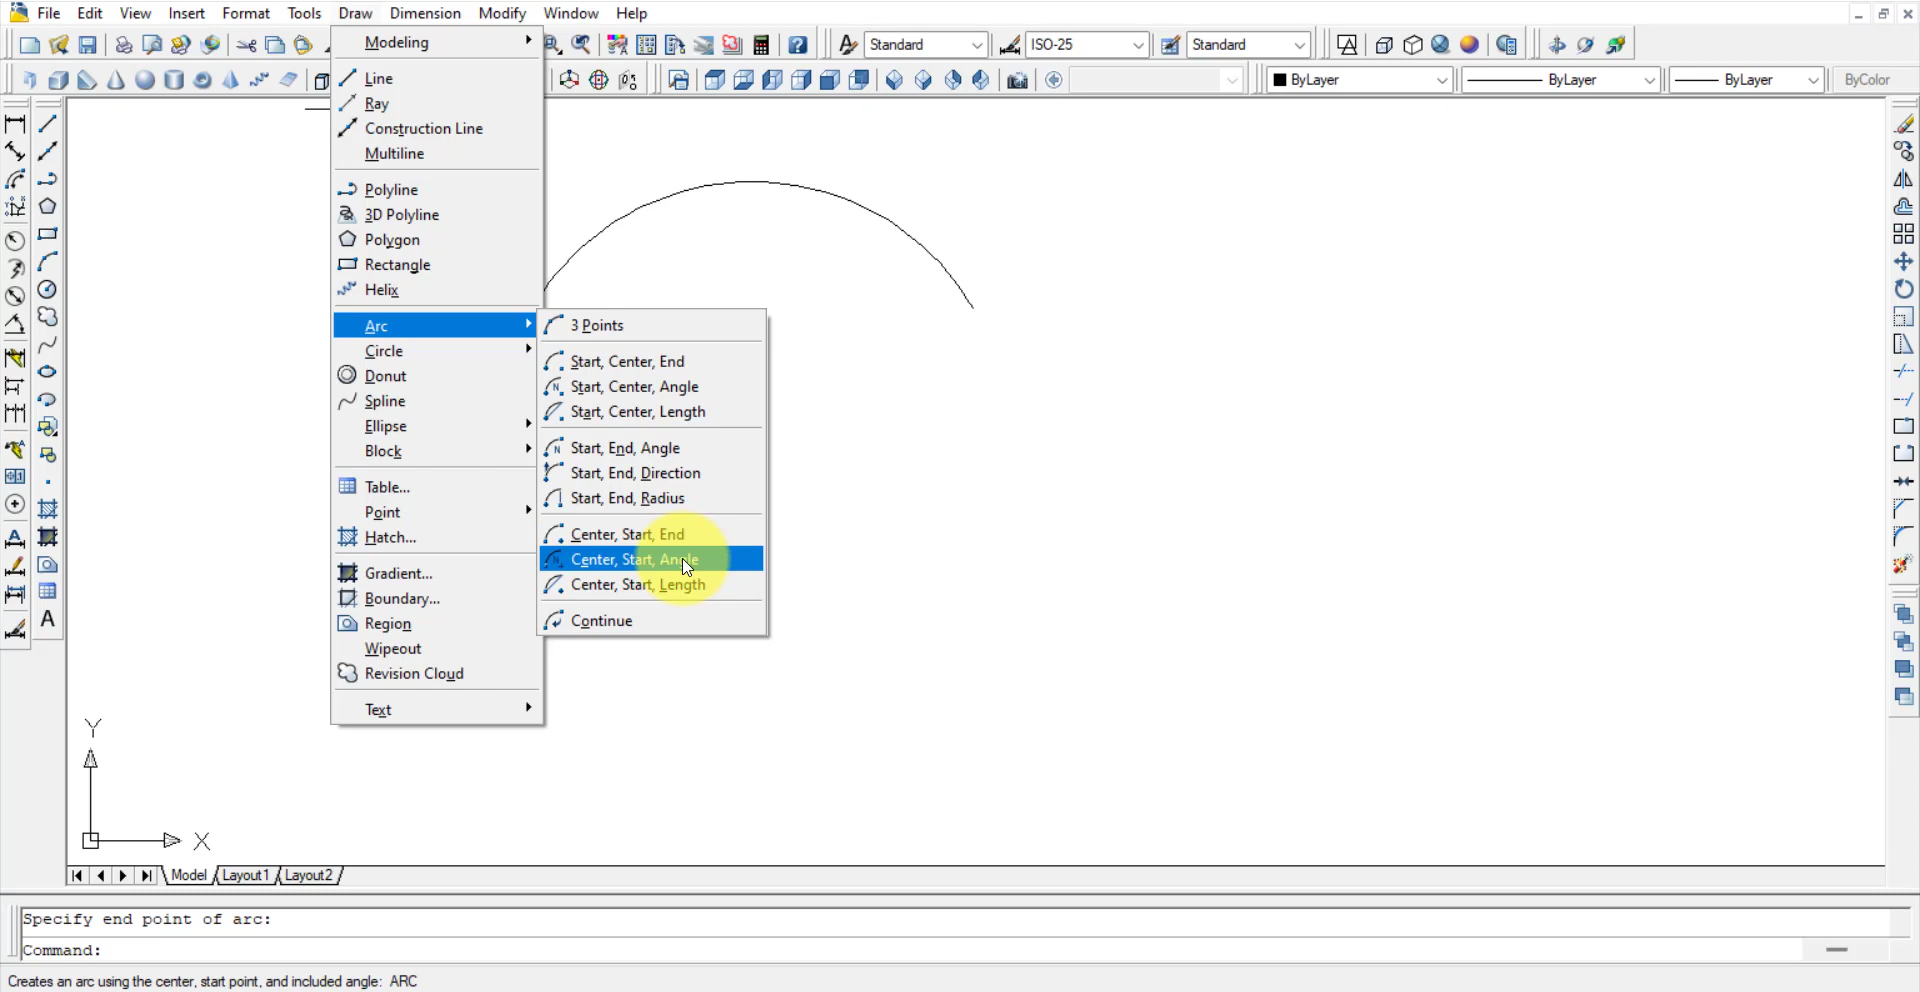 File Edit View Insert Format Tools Draw Dimension Modify Window Help
Standard ISO-25 Standard
ByLayer ByLayer ByLayer ByColor
Modeling
Line
Ray
Construction Line
Multiline
Polyline
3D Polyline
Polygon
Rectangle
Helix
Arc
Circle
Donut
Spline
Ellipse
Block
Table...
Point
Hatch...
Gradient...
Boundary...
Region
Wipeout
Revision Cloud
Text
3 Points
Start, Center, End
Start, Center, Angle
Start, Center, Length
Start, End, Angle
Start, End, Direction
Start, End, Radius
Center, Start, End
Center, Start, Angle
Center, Start, Length
Continue
A
Y
X
Model Layout1 Layout2
Specify end point of arc:
Command:
Creates an arc using the center, start point, and included angle: ARC